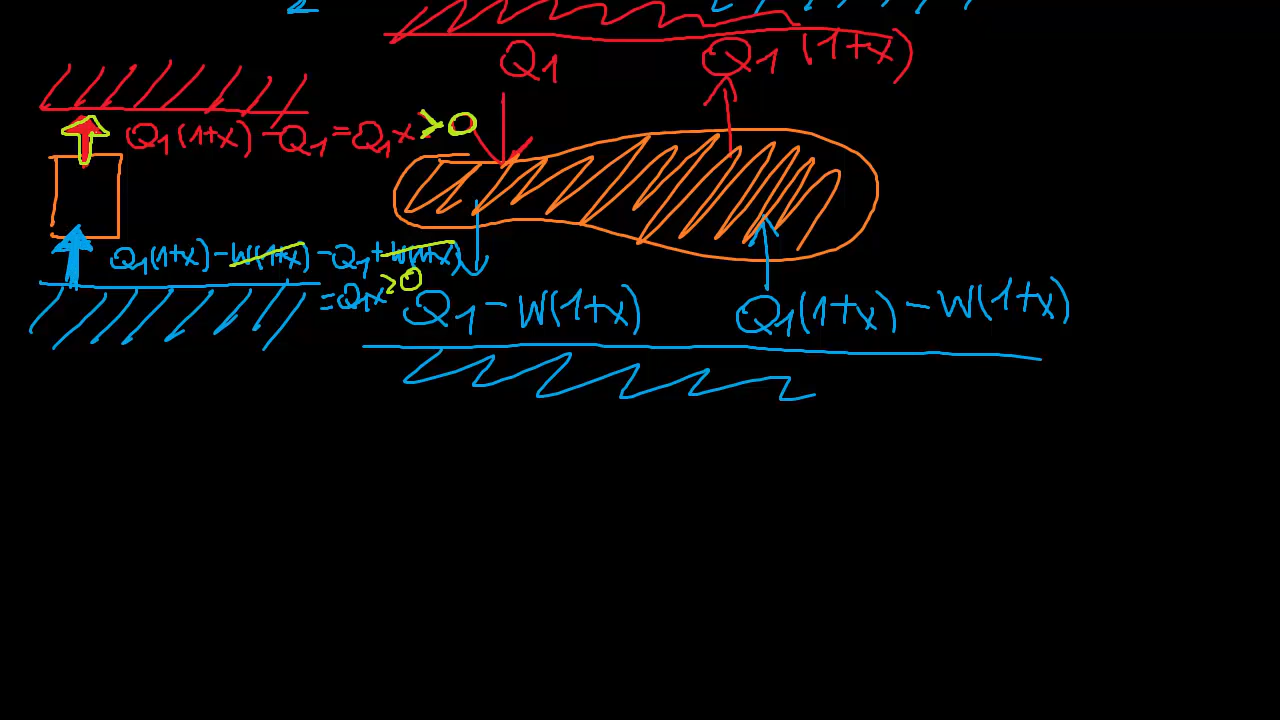 Q1
Q1 (1+x)
Q1(1+x) - Q1 = Q1x > 0
Q1(1+x) - W(1+x) - Q1 + W(1+x)
= Q1x > 0
Q1 - W(1+x)
Q1(1+x) - W(1+x)